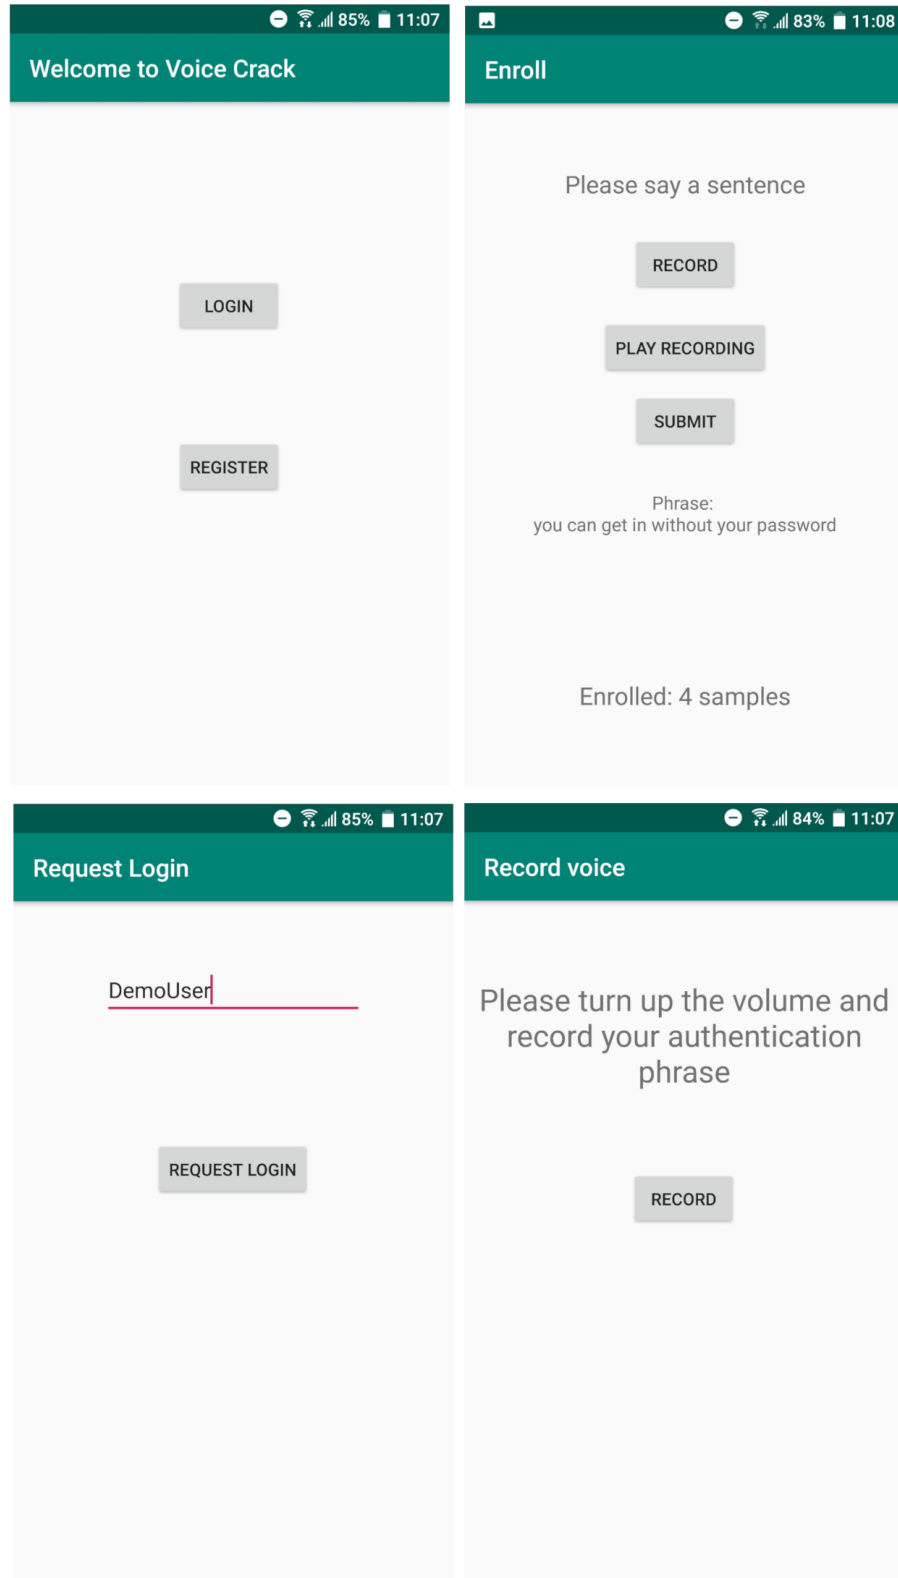 85% 11:07
Welcome to Voice Crack
LOGIN
REGISTER
83% 11:08
Enroll
Please say a sentence
RECORD
PLAY RECORDING
SUBMIT
Phrase:
you can get in without your password
Enrolled: 4 samples
85% 11:07
Request Login
DemoUser
REQUEST LOGIN
84% 11:07
Record voice
Please turn up the volume and
record your authentication
phrase
RECORD